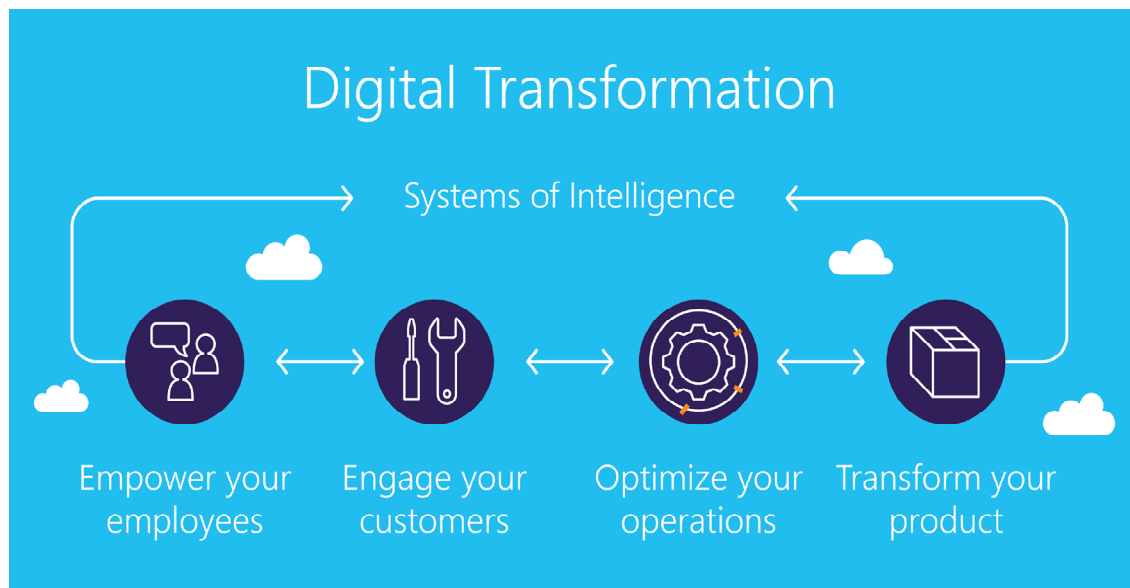 Digital Transformation
Systems of Intelligence
Empower your
employees
Engage your
customers
Optimize your
operations
Transform your
product